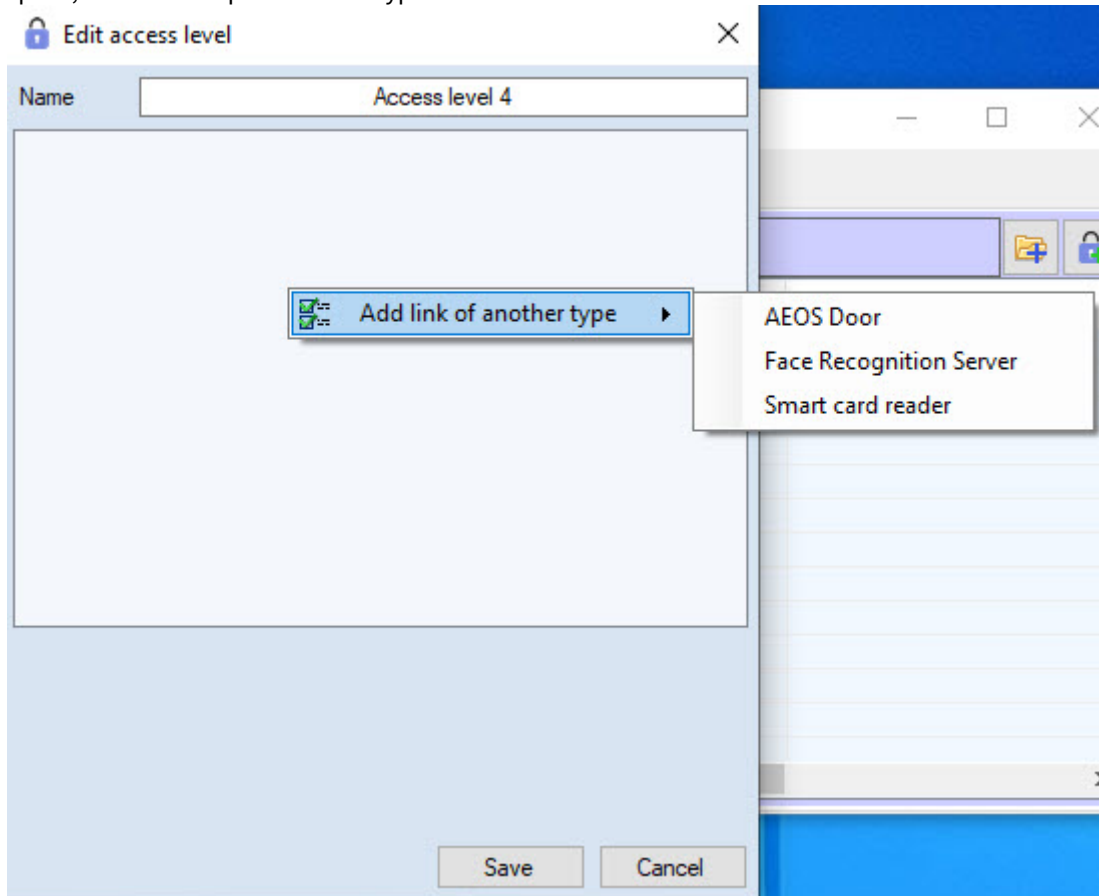 Edit access level
Name Access level 4
Add link of another type
AEOS Door
Face Recognition Server
Smart card reader
Save Cancel